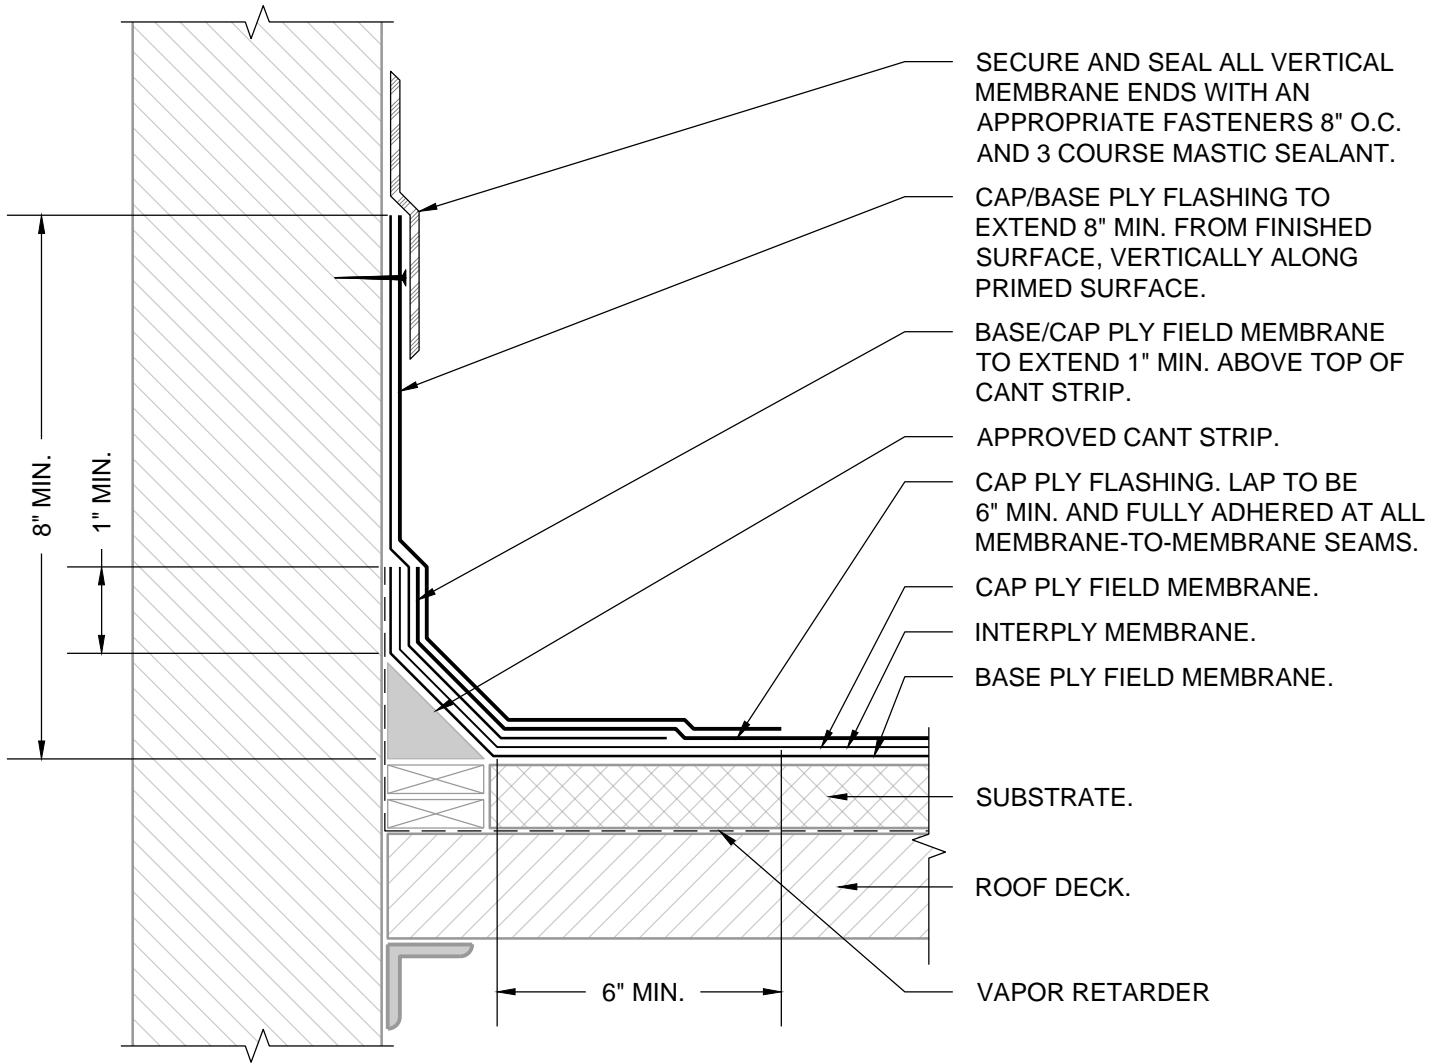 SECURE AND SEAL ALL VERTICAL
MEMBRANE ENDS WITH AN
APPROPRIATE FASTENERS 8" O.C.
AND 3 COURSE MASTIC SEALANT.
CAP/BASE PLY FLASHING TO
EXTEND 8" MIN. FROM FINISHED
SURFACE, VERTICALLY ALONG
PRIMED SURFACE.
BASE/CAP PLY FIELD MEMBRANE
TO EXTEND 1" MIN. ABOVE TOP OF
CANT STRIP.
APPROVED CANT STRIP.
CAP PLY FLASHING. LAP TO BE
6" MIN. AND FULLY ADHERED AT ALL
MEMBRANE-TO-MEMBRANE SEAMS.
CAP PLY FIELD MEMBRANE.
INTERPLY MEMBRANE.
BASE PLY FIELD MEMBRANE.
SUBSTRATE.
ROOF DECK.
VAPOR RETARDER
8" MIN.
1" MIN.
6" MIN.